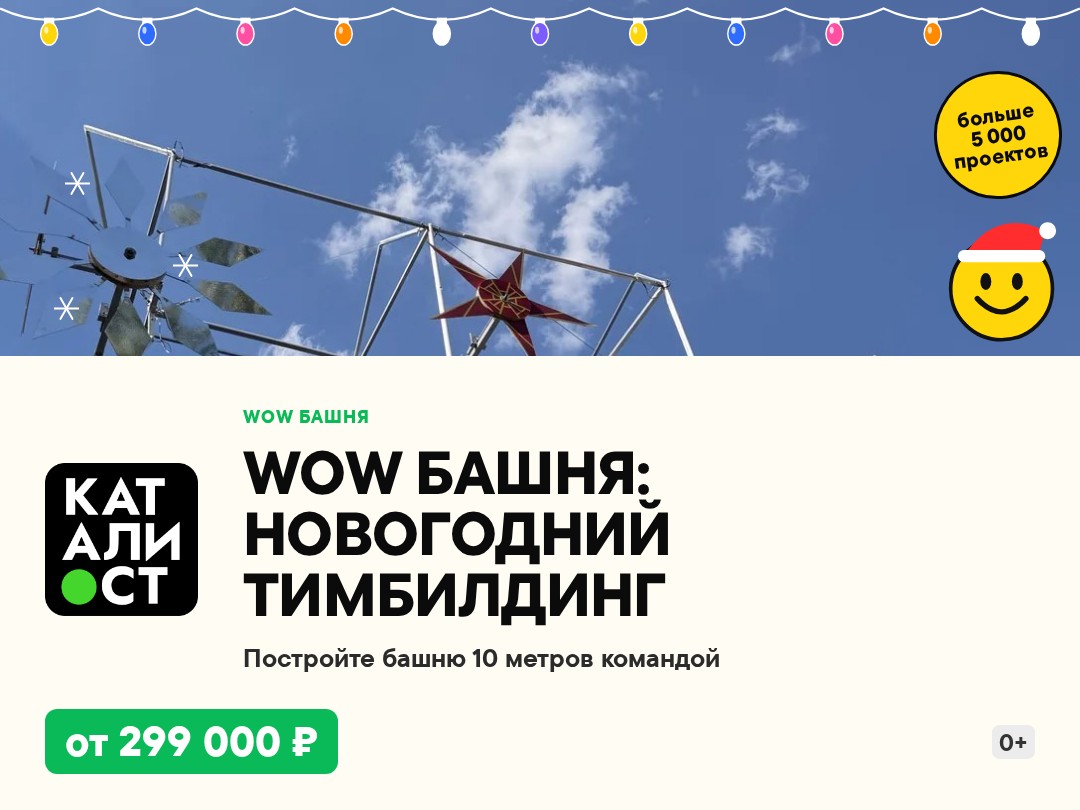 больше
5 000
проектов
WOW БАШНЯ
КАТ
АЛИ
СТ
WOW БАШНЯ:
НОВОГОДНИЙ
ТИМБИЛДИНГ
Постройте башню 10 метров командой
от 299 000 ₽
0+